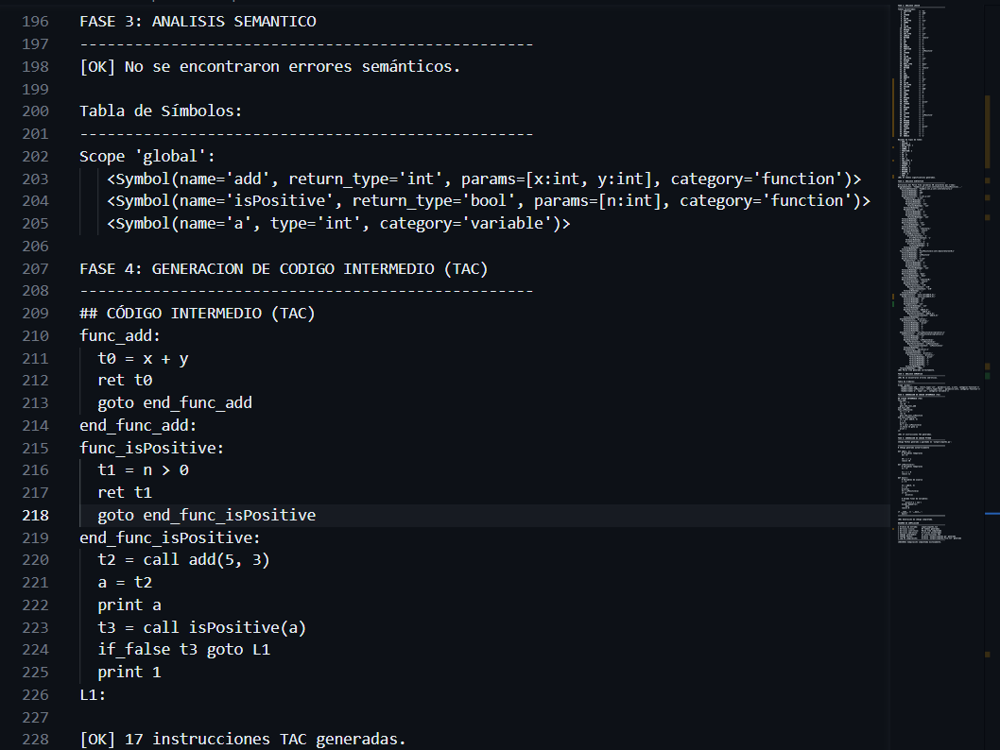 196 FASE 3: ANALISIS SEMANTICO
197 --------------------------------------------------
198 [OK] No se encontraron errores semánticos.
199
200 Tabla de Símbolos:
201 --------------------------------------------------
202 Scope 'global':
203 <Symbol(name='add', return_type='int', params=[x:int, y:int], category='function')>
204 <Symbol(name='isPositive', return_type='bool', params=[n:int], category='function')>
205 <Symbol(name='a', type='int', category='variable')>
206
207 FASE 4: GENERACION DE CODIGO INTERMEDIO (TAC)
208 --------------------------------------------------
209 ## CÓDIGO INTERMEDIO (TAC)
210 func_add:
211 t0 = x + y
212 ret t0
213 goto end_func_add
214 end_func_add:
215 func_isPositive:
216 t1 = n > 0
217 ret t1
218 goto end_func_isPositive
219 end_func_isPositive:
220 t2 = call add(5, 3)
221 a = t2
222 print a
223 t3 = call isPositive(a)
224 if_false t3 goto L1
225 print 1
226 L1:
227
228 [OK] 17 instrucciones TAC generadas.